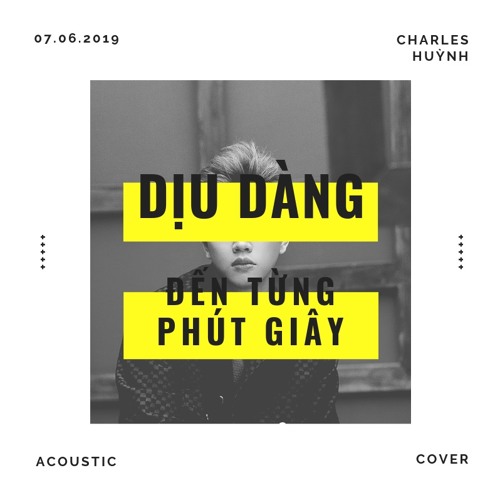 07.06.2019
CHARLES
HUỲNH
DỊU DÀNG
ĐẾN TỪNG
PHÚT GIÂY
ACOUSTIC
COVER